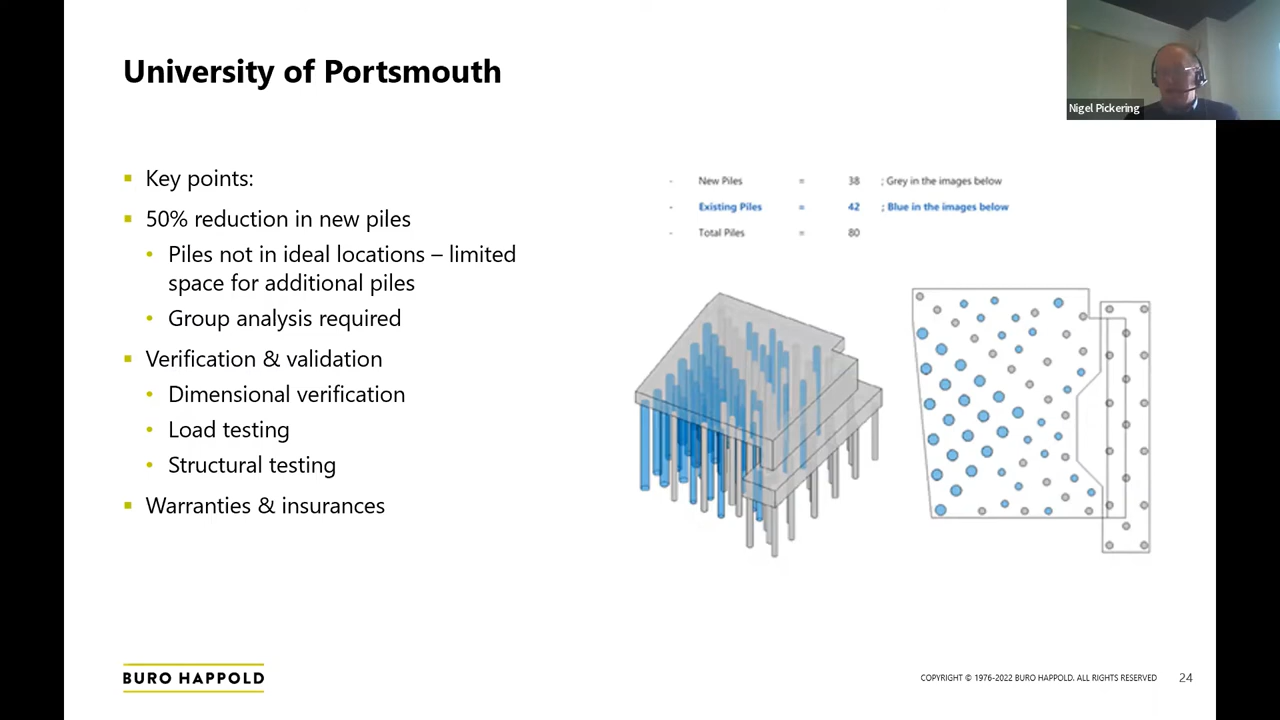 University of Portsmouth
Nigel Pickering
Key points:
50% reduction in new piles
Piles not in ideal locations – limited
space for additional piles
Group analysis required
Verification & validation
Dimensional verification
Load testing
Structural testing
Warranties & insurances
- New Piles = 38 ; Grey in the images below
- Existing Piles = 42 ; Blue in the images below
- Total Piles = 80
BURO HAPPOLD
COPYRIGHT © 1976-2022 BURO HAPPOLD. ALL RIGHTS RESERVED 24